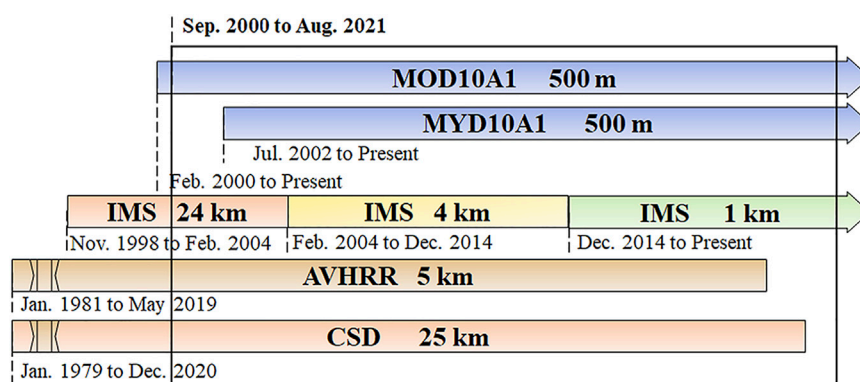 Sep. 2000 to Aug. 2021
MOD10A1 500 m
MYD10A1 500 m
Jul. 2002 to Present
Feb. 2000 to Present
IMS 24 km
IMS 4 km
IMS 1 km
Nov. 1998 to Feb. 2004
Feb. 2004 to Dec. 2014
Dec. 2014 to Present
AVHRR 5 km
Jan. 1981 to May 2019
CSD 25 km
Jan. 1979 to Dec. 2020